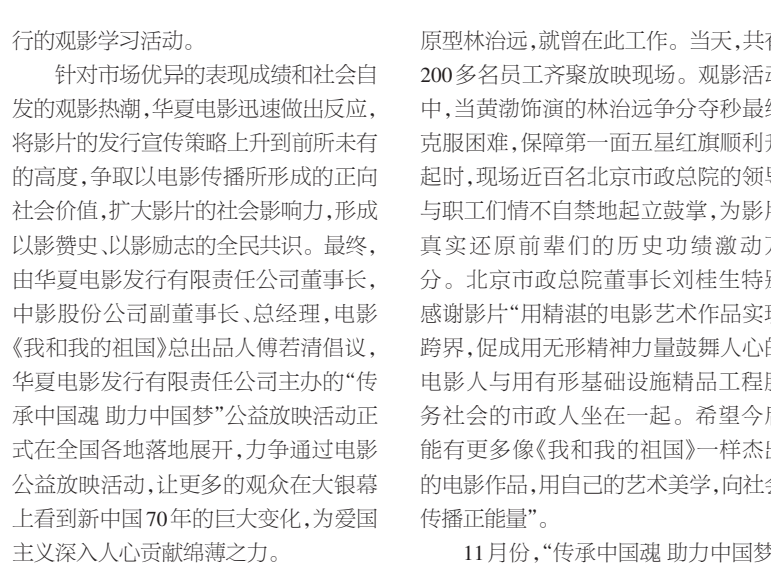 行的观影学习活动。
针对市场优异的表现成绩和社会自
发的观影热潮,华夏电影迅速做出反应,
将影片的发行宣传策略上升到前所未有
的高度,争取以电影传播所形成的正向
社会价值,扩大影片的社会影响力,形成
以影赞史、以影励志的全民共识。最终,
由华夏电影发行有限责任公司董事长,
中影股份公司副董事长、总经理,电影
《我和我的祖国》总出品人傅若清倡议,
华夏电影发行有限责任公司主办的“传
承中国魂 助力中国梦”公益放映活动正
式在全国各地落地展开,力争通过电影
公益放映活动,让更多的观众在大银幕
上看到新中国70年的巨大变化,为爱国
主义深入人心贡献绵薄之力。
原型林治远,就曾在此工作。当天,共有
200多名员工齐聚放映现场。观影活动
中,当黄渤饰演的林治远争分夺秒最终
克服困难,保障第一面五星红旗顺利升
起时,现场近百名北京市政总院的领导
与职工们情不自禁地起立鼓掌,为影片
真实还原前辈们的历史功绩激动万
分。北京市政总院董事长刘桂生特别
感谢影片“用精湛的电影艺术作品实现
跨界,促成用无形精神力量鼓舞人心的
电影人与用有形基础设施精品工程服
务社会的市政人坐在一起。希望今后
能有更多像《我和我的祖国》一样杰出
的电影作品,用自己的艺术美学,向社会
传播正能量”。
11月份,“传承中国魂 助力中国梦